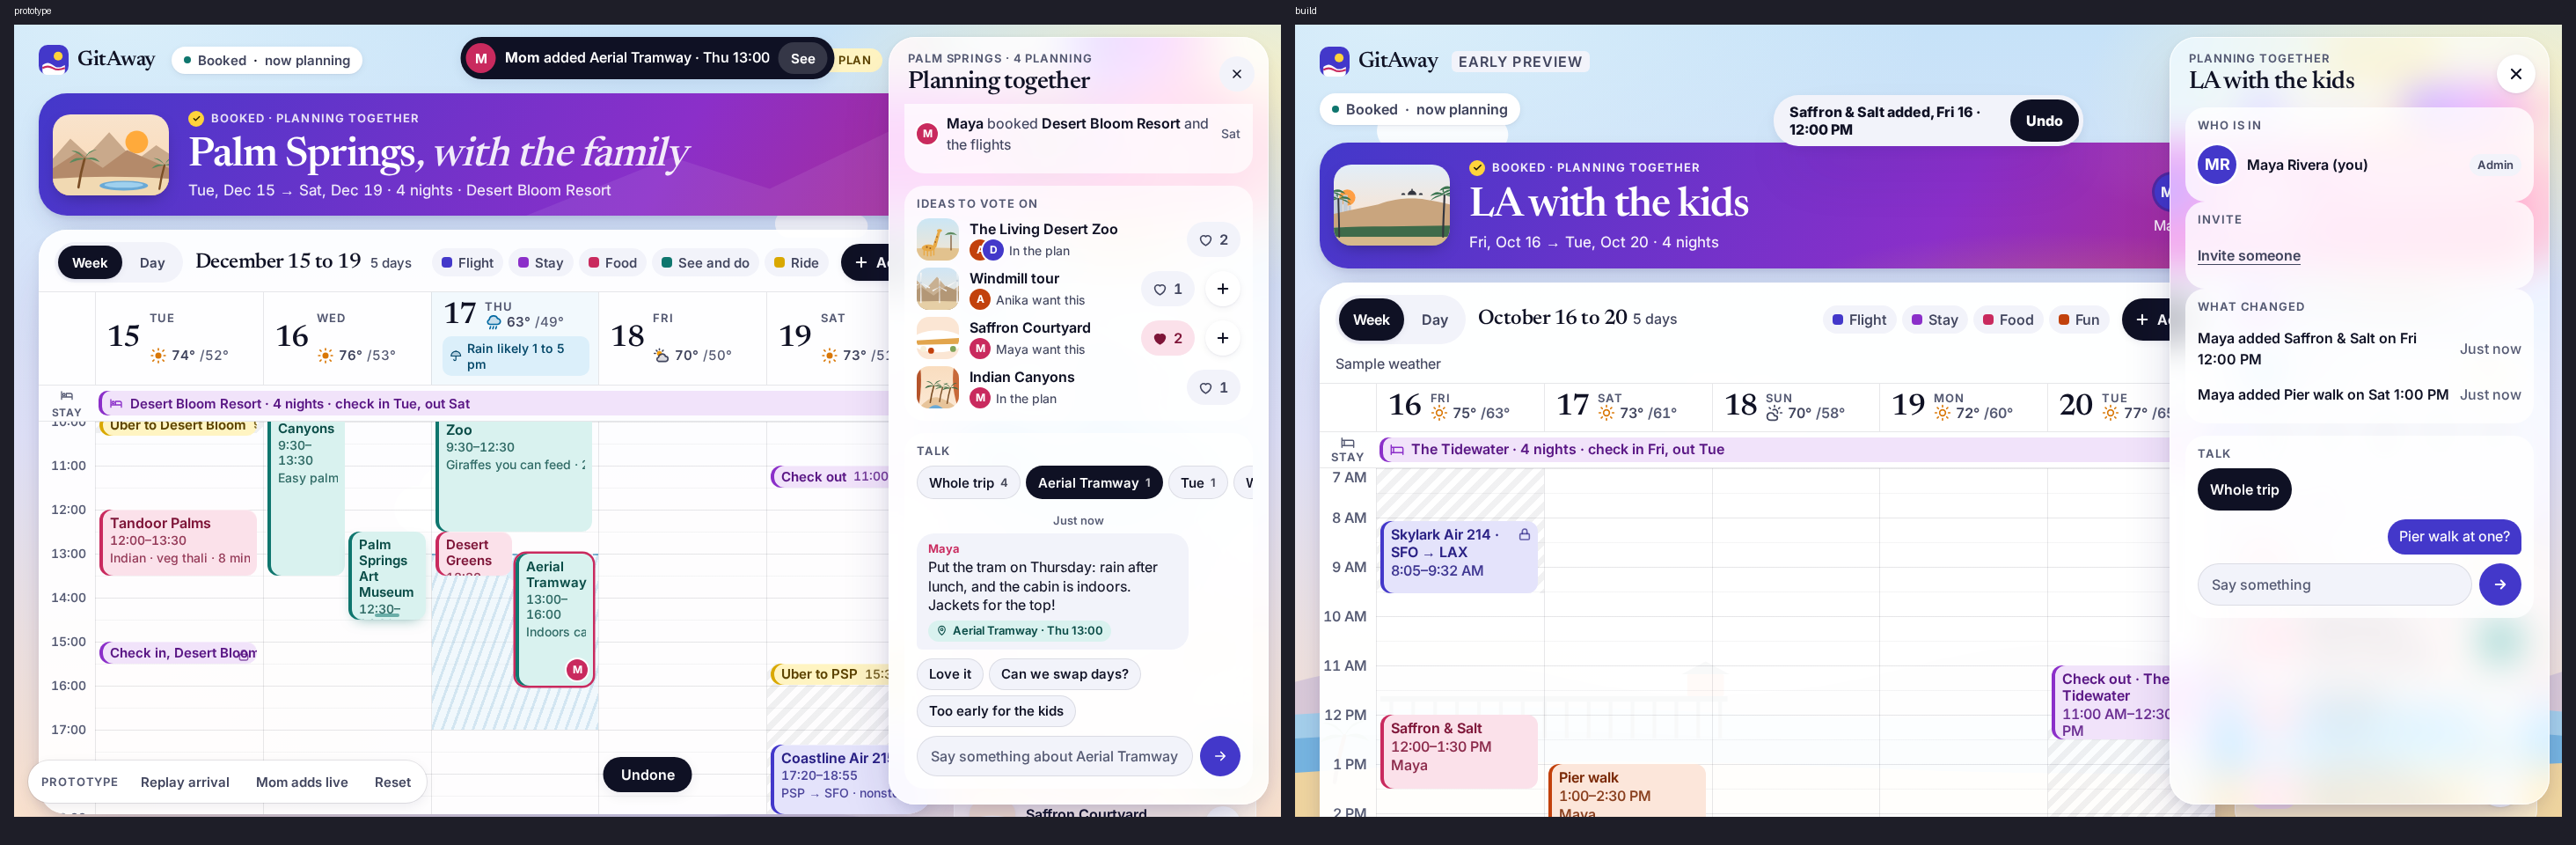 prototype
GitAway
Booked · now planning
M Mom added Aerial Tramway · Thu 13:00 See
PLAN
BOOKED · PLANNING TOGETHER
Palm Springs, with the family
Tue, Dec 15 → Sat, Dec 19 · 4 nights · Desert Bloom Resort
Week Day December 15 to 19 5 days Flight Stay Food See and do Ride
15 TUE 74° /52°
16 WED 76° /53°
17 THU 63° /49°
Rain likely 1 to 5 pm
18 FRI 70° /50°
19 SAT 73°
STAY
Desert Bloom Resort · 4 nights · check in Tue, out Sat
10:00
11:00
12:00
13:00
14:00
15:00
16:00
17:00
Uber to Desert Bloom
Tandoor Palms
12:00–13:30
Indian · veg thali · 8 min
Check in, Desert Bloom
Canyons
9:30–
13:30
Easy palm
Palm
Springs
Art
Museum
12:30–
Zoo
9:30–12:30
Giraffes you can feed ·
Desert
Greens
Aerial
Tramway
13:00–
16:00
Indoors
M
Check out 11:00
Uber to PSP
Coastline Air
17:20–18:55
PSP → SFO ·
PROTOTYPE Replay arrival Mom adds live Reset
Undone
Saffron Courtyard
PALM SPRINGS · 4 PLANNING
Planning together
M Maya booked Desert Bloom Resort and Sat
the flights
IDEAS TO VOTE ON
The Living Desert Zoo
D In the plan
2
Windmill tour
A Anika want this
1 +
Saffron Courtyard
M Maya want this
2 +
Indian Canyons
M In the plan
1
TALK
Whole trip 4 Aerial Tramway 1 Tue 1
Just now
Maya
Put the tram on Thursday: rain after
lunch, and the cabin is indoors.
Jackets for the top!
Aerial Tramway · Thu 13:00
Love it Can we swap days?
Too early for the kids
Say something about Aerial Tramway
build
GitAway EARLY PREVIEW
Booked · now planning
Saffron & Salt added, Fri 16 ·
12:00 PM
Undo
BOOKED · PLANNING TOGETHER
LA with the kids
Fri, Oct 16 → Tue, Oct 20 · 4 nights
Week Day October 16 to 20 5 days Flight Stay Food Fun
Sample weather
16 FRI 75° /63°
17 SAT 73° /61°
18 SUN 70° /58°
19 MON 72° /60°
20 TUE 77°
STAY
The Tidewater · 4 nights · check in Fri, out Tue
7 AM
8 AM
9 AM
10 AM
11 AM
12 PM
1 PM
2 PM
Skylark Air 214 ·
SFO → LAX
8:05–9:32 AM
Saffron & Salt
12:00–1:30 PM
Maya
Pier walk
1:00–2:30 PM
Maya
Check out · The
Tidewater
11:00 AM–12:30
PM
PLANNING TOGETHER
LA with the kids
WHO IS IN
MR Maya Rivera (you) Admin
INVITE
Invite someone
WHAT CHANGED
Maya added Saffron & Salt on Fri
12:00 PM
Just now
Maya added Pier walk on Sat 1:00 PM Just now
TALK
Whole trip
Pier walk at one?
Say something